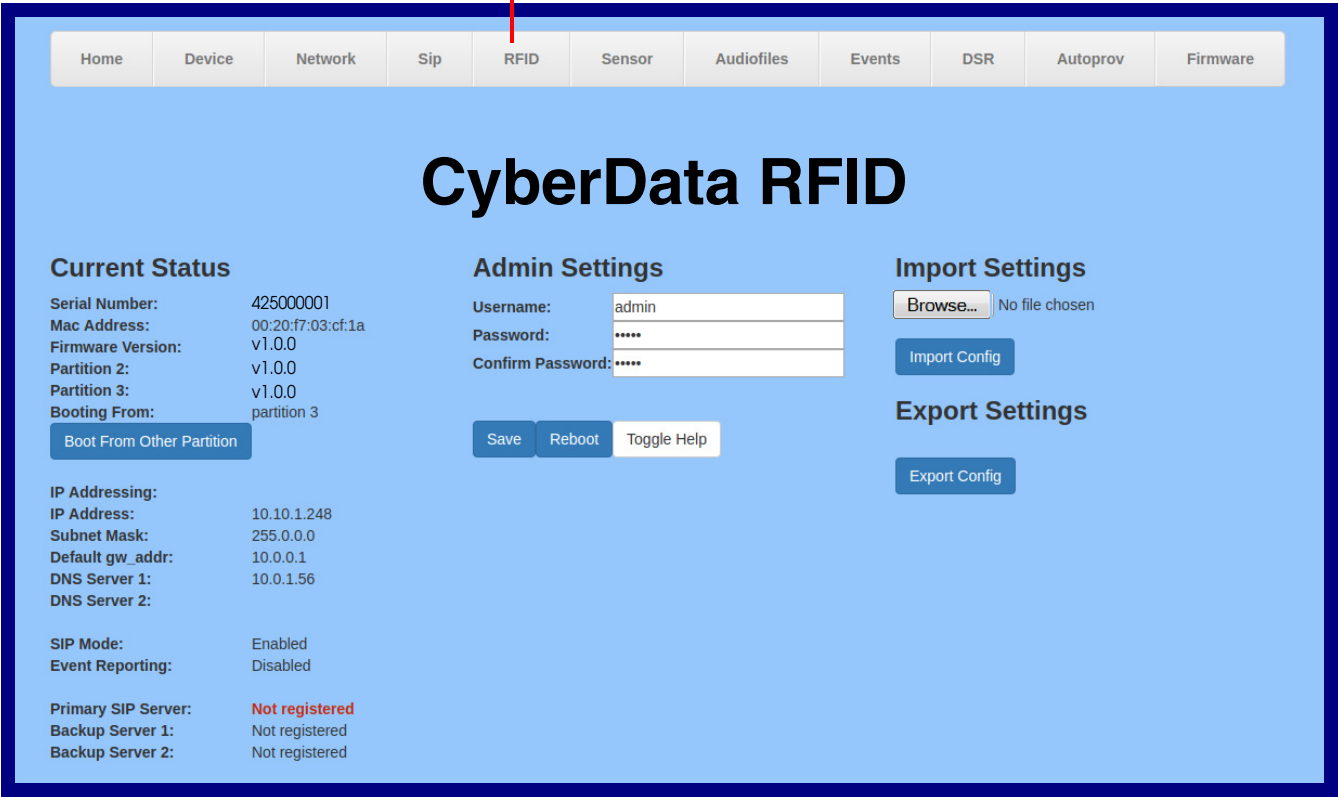 Home Device Network Sip RFID Sensor Audiofiles Events DSR Autoprov Firmware
CyberData RFID
Current Status
Serial Number: 425000001
Mac Address: 00:20:f7:03:cf:1a
Firmware Version: v1.0.0
Partition 2: v1.0.0
Partition 3: v1.0.0
Booting From: partition 3
Boot From Other Partition
IP Addressing:
IP Address: 10.10.1.248
Subnet Mask: 255.0.0.0
Default gw_addr: 10.0.0.1
DNS Server 1: 10.0.1.56
DNS Server 2:
SIP Mode: Enabled
Event Reporting: Disabled
Primary SIP Server: Not registered
Backup Server 1: Not registered
Backup Server 2: Not registered
Admin Settings
Username: admin
Password: •••••
Confirm Password: •••••
Save Reboot Toggle Help
Import Settings
Browse... No file chosen
Import Config
Export Settings
Export Config